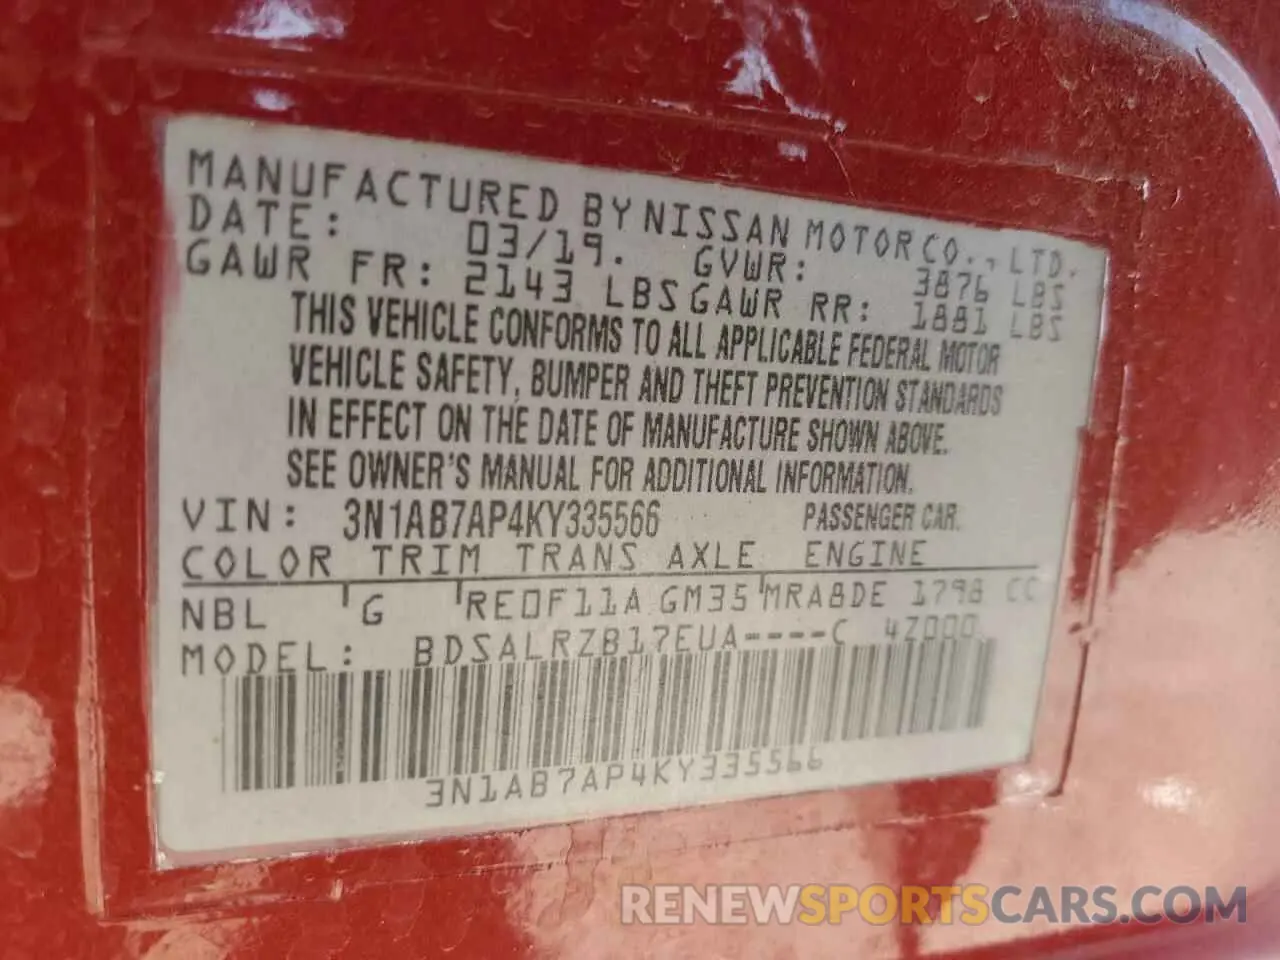 MANUFACTURED BY NISSAN MOTOR CO., LTD.
DATE: 03/19. GVWR: 3876 LBS
GAWR FR: 2143 LBS GAWR RR: 1881 LBS
THIS VEHICLE CONFORMS TO ALL APPLICABLE FEDERAL MOTOR
VEHICLE SAFETY, BUMPER AND THEFT PREVENTION STANDARDS
IN EFFECT ON THE DATE OF MANUFACTURE SHOWN ABOVE.
SEE OWNER'S MANUAL FOR ADDITIONAL INFORMATION.
VIN: 3N1AB7AP4KY335566 PASSENGER CAR.
COLOR TRIM TRANS AXLE ENGINE
NBL G RE0F11A GM35 MRA8DE 1798 CC
MODEL: BDSALRZB17EUA----C 4Z000.
3N1AB7AP4KY335566
RENEWSPORTSCARS.COM